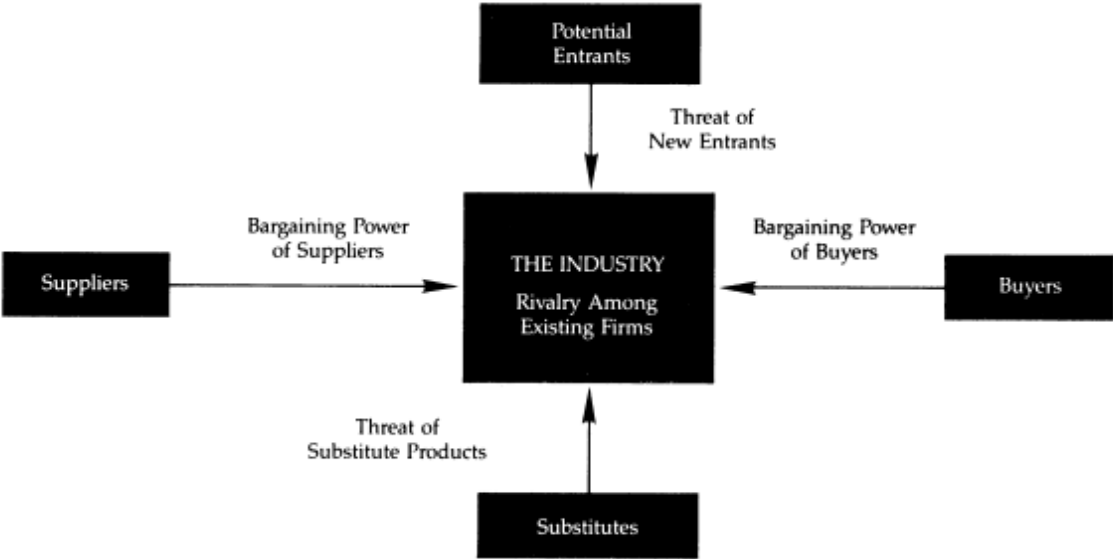 Potential
Entrants
Threat of
New Entrants
Bargaining Power
of Suppliers
Bargaining Power
of Buyers
Suppliers
THE INDUSTRY
Rivalry Among
Existing Firms
Buyers
Threat of
Substitute Products
Substitutes